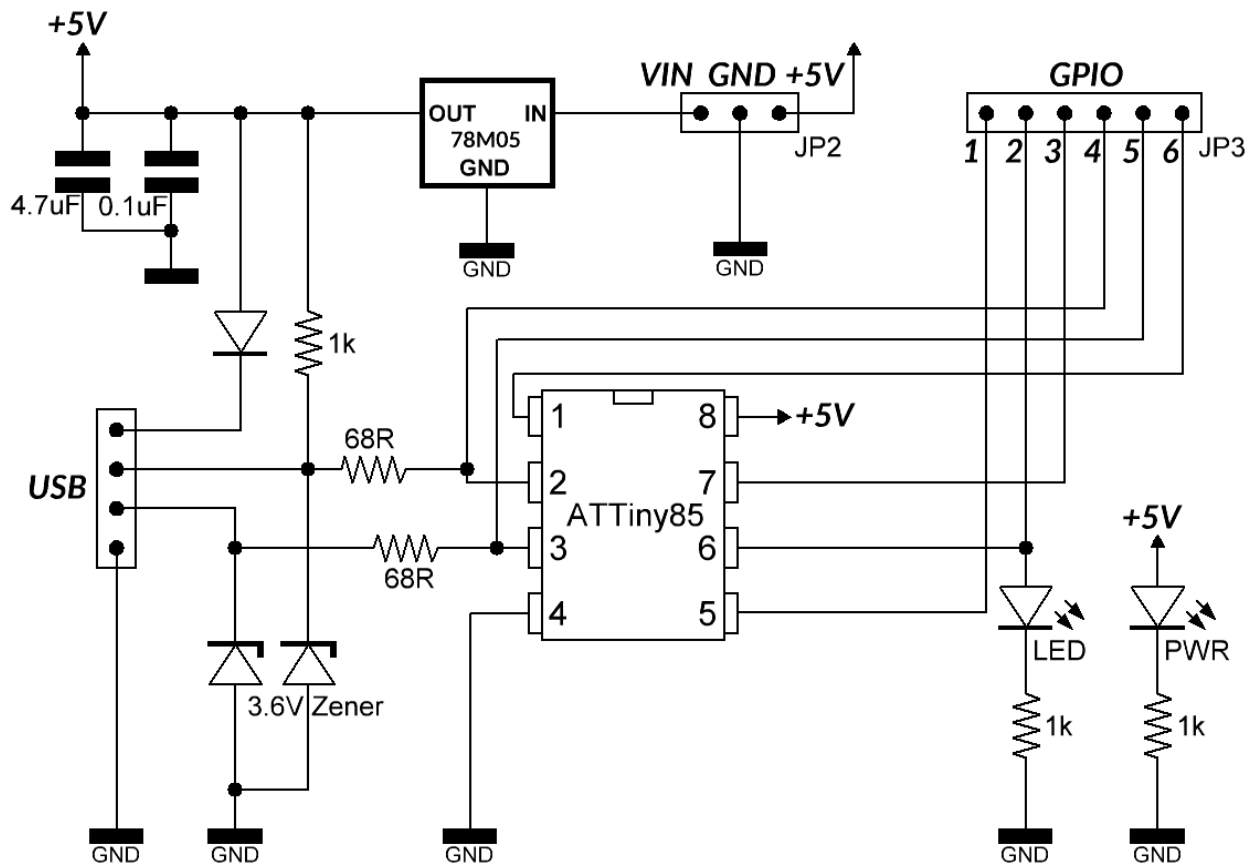 +5V
VIN GND +5V
GPIO
OUT IN
78M05
GND
JP2
1 2 3 4 5 6
JP3
4.7uF 0.1uF
GND
GND
1k
68R
USB
68R
1 8
+5V
2 7
ATTiny85
3 6
4 5
+5V
LED
PWR
3.6V Zener
1k
1k
GND
GND
GND
GND
GND